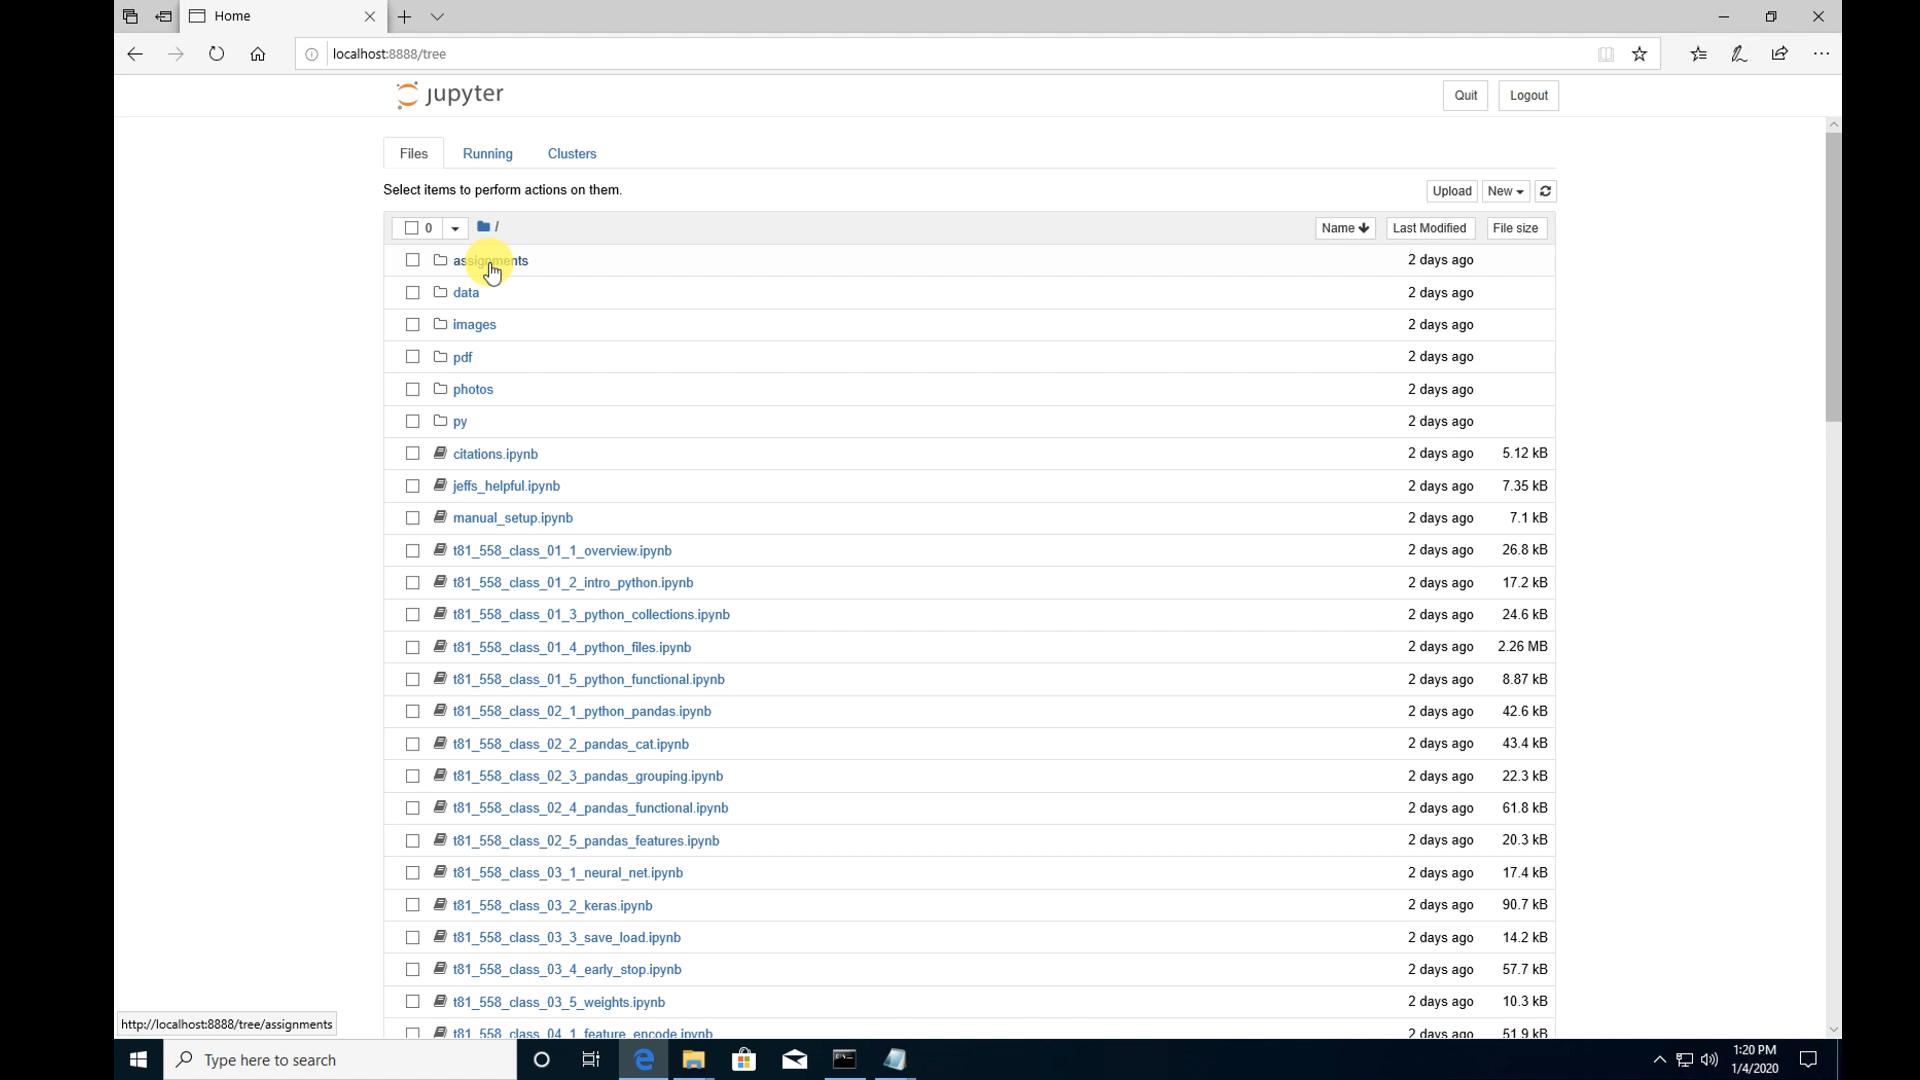 Home
localhost:8888/tree
jupyter
Quit Logout
Files Running Clusters
Select items to perform actions on them.
Upload New
0 / Name Last Modified File size
assignments 2 days ago
data 2 days ago
images 2 days ago
pdf 2 days ago
photos 2 days ago
py 2 days ago
citations.ipynb 2 days ago 5.12 kB
jeffs_helpful.ipynb 2 days ago 7.35 kB
manual_setup.ipynb 2 days ago 7.1 kB
t81_558_class_01_1_overview.ipynb 2 days ago 26.8 kB
t81_558_class_01_2_intro_python.ipynb 2 days ago 17.2 kB
t81_558_class_01_3_python_collections.ipynb 2 days ago 24.6 kB
t81_558_class_01_4_python_files.ipynb 2 days ago 2.26 MB
t81_558_class_01_5_python_functional.ipynb 2 days ago 8.87 kB
t81_558_class_02_1_python_pandas.ipynb 2 days ago 42.6 kB
t81_558_class_02_2_pandas_cat.ipynb 2 days ago 43.4 kB
t81_558_class_02_3_pandas_grouping.ipynb 2 days ago 22.3 kB
t81_558_class_02_4_pandas_functional.ipynb 2 days ago 61.8 kB
t81_558_class_02_5_pandas_features.ipynb 2 days ago 20.3 kB
t81_558_class_03_1_neural_net.ipynb 2 days ago 17.4 kB
t81_558_class_03_2_keras.ipynb 2 days ago 90.7 kB
t81_558_class_03_3_save_load.ipynb 2 days ago 14.2 kB
t81_558_class_03_4_early_stop.ipynb 2 days ago 57.7 kB
t81_558_class_03_5_weights.ipynb 2 days ago 10.3 kB
t81_558_class_04_1_feature_encode.ipynb 2 days ago 51.9 kB
http://localhost:8888/tree/assignments
Type here to search
1:20 PM
1/4/2020